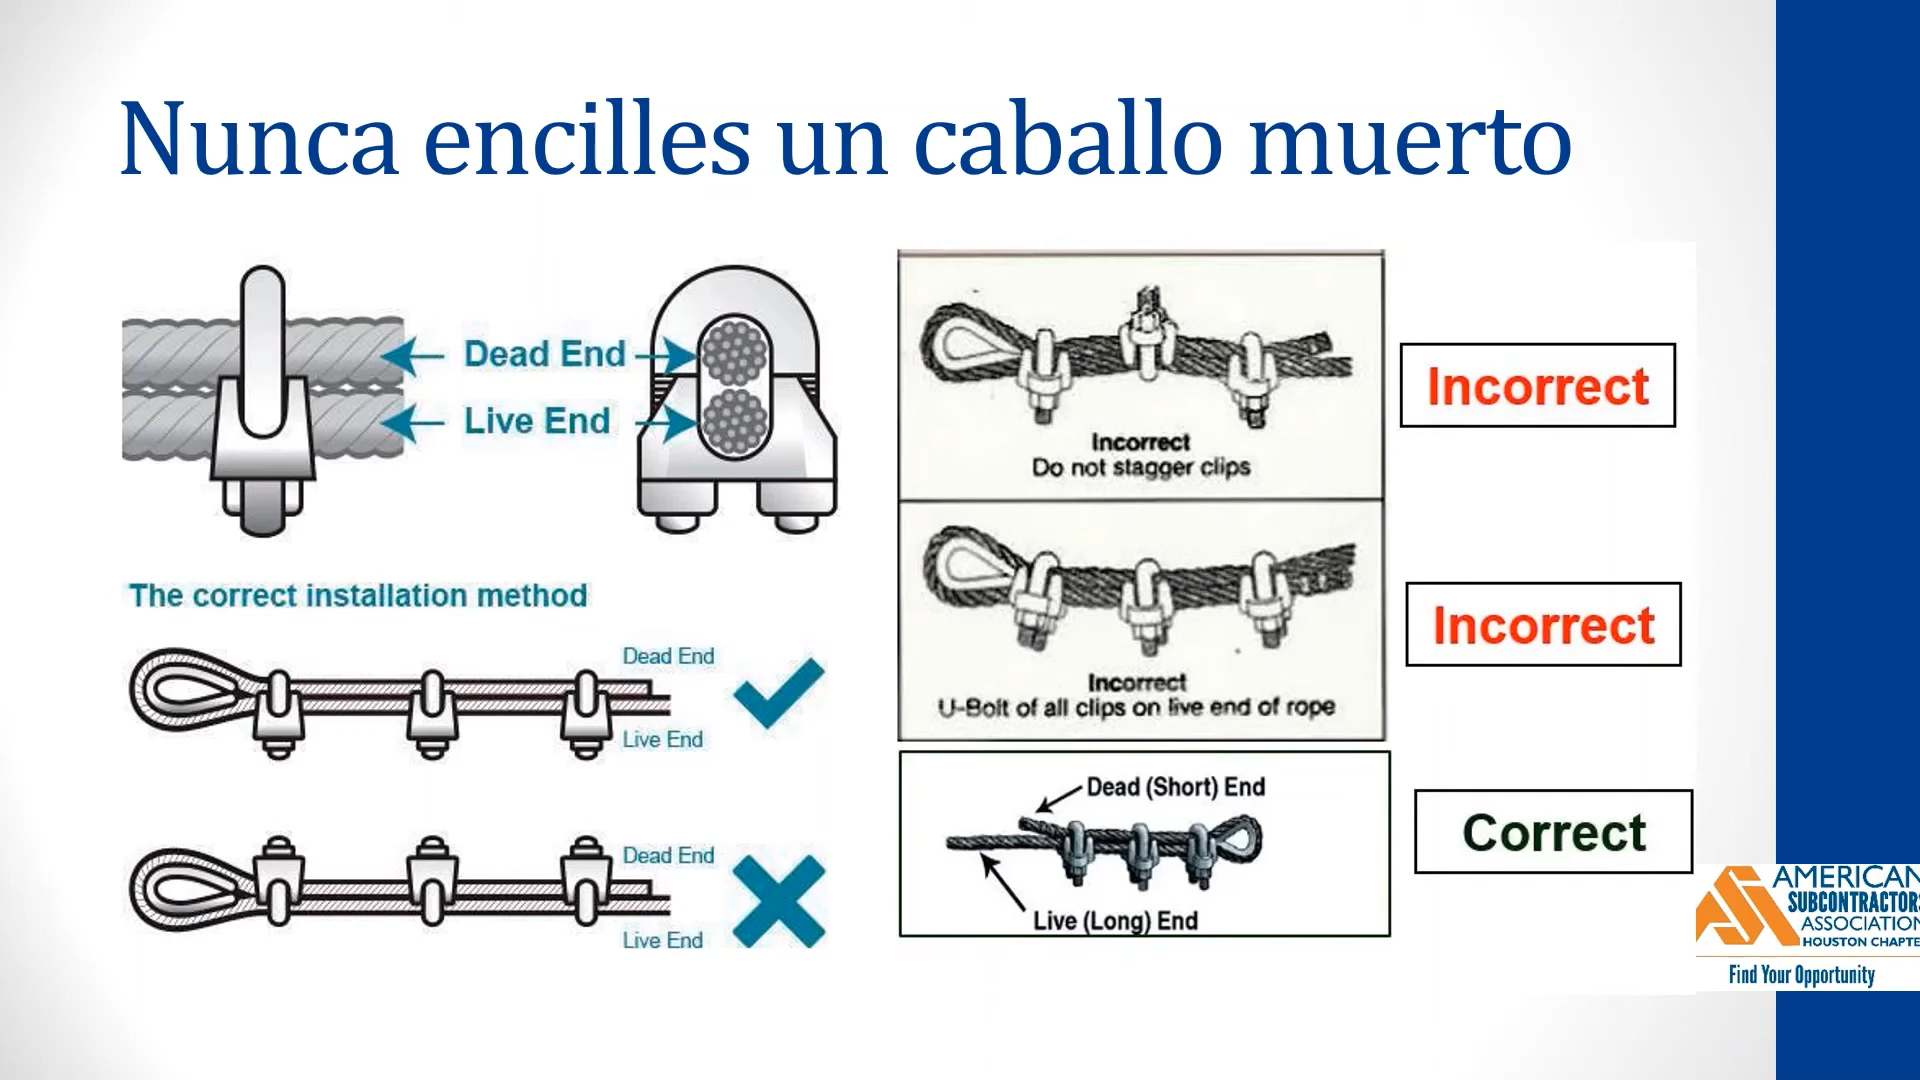 Nunca encilles un caballo muerto
Dead End
Live End
The correct installation method
Dead End
Live End
Dead End
Live End
Incorrect
Do not stagger clips
Incorrect
Incorrect
U-Bolt of all clips on live end of rope
Incorrect
Dead (Short) End
Live (Long) End
Correct
AMERICAN
SUBCONTRACTORS
ASSOCIATION
HOUSTON CHAPTE
Find Your Opportunity